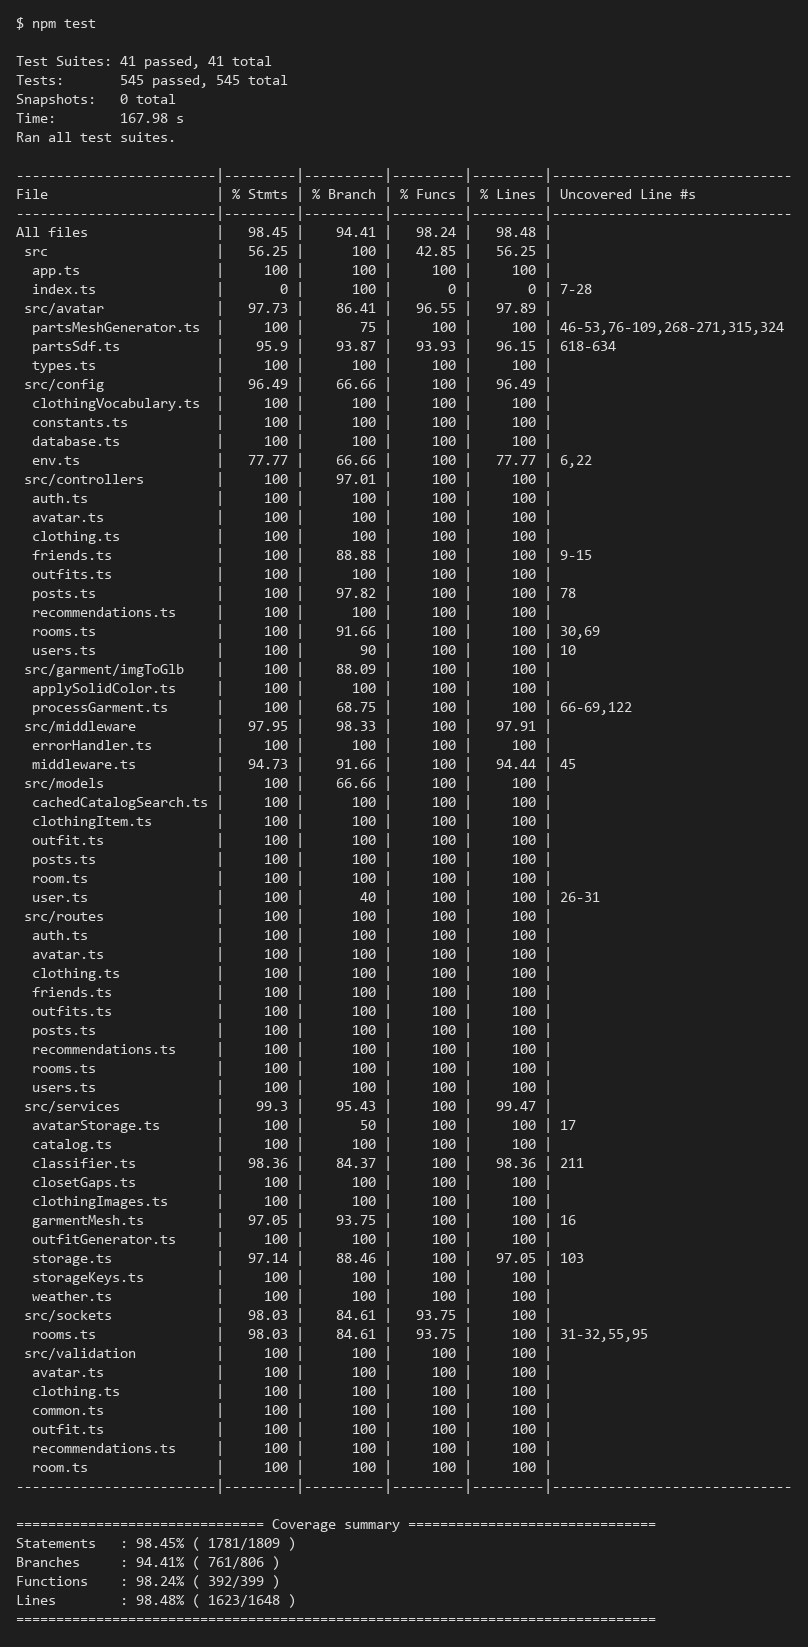 $ npm test

Test Suites: 41 passed, 41 total
Tests:       545 passed, 545 total
Snapshots:   0 total
Time:        167.98 s
Ran all test suites.

-------------------------|---------|----------|---------|---------|------------------------------
File                     | % Stmts | % Branch | % Funcs | % Lines | Uncovered Line #s
-------------------------|---------|----------|---------|---------|------------------------------
All files                |   98.45 |    94.41 |   98.24 |   98.48 |
 src                     |   56.25 |      100 |   42.85 |   56.25 |
  app.ts                 |     100 |      100 |     100 |     100 |
  index.ts               |       0 |      100 |       0 |       0 | 7-28
 src/avatar              |   97.73 |    86.41 |   96.55 |   97.89 |
  partsMeshGenerator.ts  |     100 |       75 |     100 |     100 | 46-53,76-109,268-271,315,324
  partsSdf.ts            |    95.9 |    93.87 |   93.93 |   96.15 | 618-634
  types.ts               |     100 |      100 |     100 |     100 |
 src/config              |   96.49 |    66.66 |     100 |   96.49 |
  clothingVocabulary.ts  |     100 |      100 |     100 |     100 |
  constants.ts           |     100 |      100 |     100 |     100 |
  database.ts            |     100 |      100 |     100 |     100 |
  env.ts                 |   77.77 |    66.66 |     100 |   77.77 | 6,22
 src/controllers         |     100 |    97.01 |     100 |     100 |
  auth.ts                |     100 |      100 |     100 |     100 |
  avatar.ts              |     100 |      100 |     100 |     100 |
  clothing.ts            |     100 |      100 |     100 |     100 |
  friends.ts             |     100 |    88.88 |     100 |     100 | 9-15
  outfits.ts             |     100 |      100 |     100 |     100 |
  posts.ts               |     100 |    97.82 |     100 |     100 | 78
  recommendations.ts     |     100 |      100 |     100 |     100 |
  rooms.ts               |     100 |    91.66 |     100 |     100 | 30,69
  users.ts               |     100 |       90 |     100 |     100 | 10
 src/garment/imgToGlb    |     100 |    88.09 |     100 |     100 |
  applySolidColor.ts     |     100 |      100 |     100 |     100 |
  processGarment.ts      |     100 |    68.75 |     100 |     100 | 66-69,122
 src/middleware          |   97.95 |    98.33 |     100 |   97.91 |
  errorHandler.ts        |     100 |      100 |     100 |     100 |
  middleware.ts          |   94.73 |    91.66 |     100 |   94.44 | 45
 src/models              |     100 |    66.66 |     100 |     100 |
  cachedCatalogSearch.ts |     100 |      100 |     100 |     100 |
  clothingItem.ts        |     100 |      100 |     100 |     100 |
  outfit.ts              |     100 |      100 |     100 |     100 |
  posts.ts               |     100 |      100 |     100 |     100 |
  room.ts                |     100 |      100 |     100 |     100 |
  user.ts                |     100 |       40 |     100 |     100 | 26-31
 src/routes              |     100 |      100 |     100 |     100 |
  auth.ts                |     100 |      100 |     100 |     100 |
  avatar.ts              |     100 |      100 |     100 |     100 |
  clothing.ts            |     100 |      100 |     100 |     100 |
  friends.ts             |     100 |      100 |     100 |     100 |
  outfits.ts             |     100 |      100 |     100 |     100 |
  posts.ts               |     100 |      100 |     100 |     100 |
  recommendations.ts     |     100 |      100 |     100 |     100 |
  rooms.ts               |     100 |      100 |     100 |     100 |
  users.ts               |     100 |      100 |     100 |     100 |
 src/services            |    99.3 |    95.43 |     100 |   99.47 |
  avatarStorage.ts       |     100 |       50 |     100 |     100 | 17
  catalog.ts             |     100 |      100 |     100 |     100 |
  classifier.ts          |   98.36 |    84.37 |     100 |   98.36 | 211
  closetGaps.ts          |     100 |      100 |     100 |     100 |
  clothingImages.ts      |     100 |      100 |     100 |     100 |
  garmentMesh.ts         |   97.05 |    93.75 |     100 |     100 | 16
  outfitGenerator.ts     |     100 |      100 |     100 |     100 |
  storage.ts             |   97.14 |    88.46 |     100 |   97.05 | 103
  storageKeys.ts         |     100 |      100 |     100 |     100 |
  weather.ts             |     100 |      100 |     100 |     100 |
 src/sockets             |   98.03 |    84.61 |   93.75 |     100 |
  rooms.ts               |   98.03 |    84.61 |   93.75 |     100 | 31-32,55,95
 src/validation          |     100 |      100 |     100 |     100 |
  avatar.ts              |     100 |      100 |     100 |     100 |
  clothing.ts            |     100 |      100 |     100 |     100 |
  common.ts              |     100 |      100 |     100 |     100 |
  outfit.ts              |     100 |      100 |     100 |     100 |
  recommendations.ts     |     100 |      100 |     100 |     100 |
  room.ts                |     100 |      100 |     100 |     100 |
-------------------------|---------|----------|---------|---------|------------------------------

=============================== Coverage summary ===============================
Statements   : 98.45% ( 1781/1809 )
Branches     : 94.41% ( 761/806 )
Functions    : 98.24% ( 392/399 )
Lines        : 98.48% ( 1623/1648 )
================================================================================